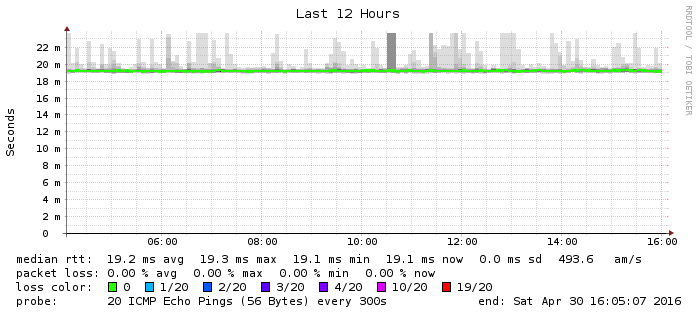 Last 12 Hours
RRDTOOL / TOBI OETIKER
Seconds
22 m
20 m
18 m
16 m
14 m
12 m
10 m
8 m
6 m
4 m
2 m
0
06:00 08:00 10:00 12:00 14:00 16:00
median rtt: 19.2 ms avg 19.3 ms max 19.1 ms min 19.1 ms now 0.0 ms sd 493.6 am/s
packet loss: 0.00 % avg 0.00 % max 0.00 % min 0.00 % now
loss color: 0 1/20 2/20 3/20 4/20 10/20 19/20
probe: 20 ICMP Echo Pings (56 Bytes) every 300s end: Sat Apr 30 16:05:07 2016